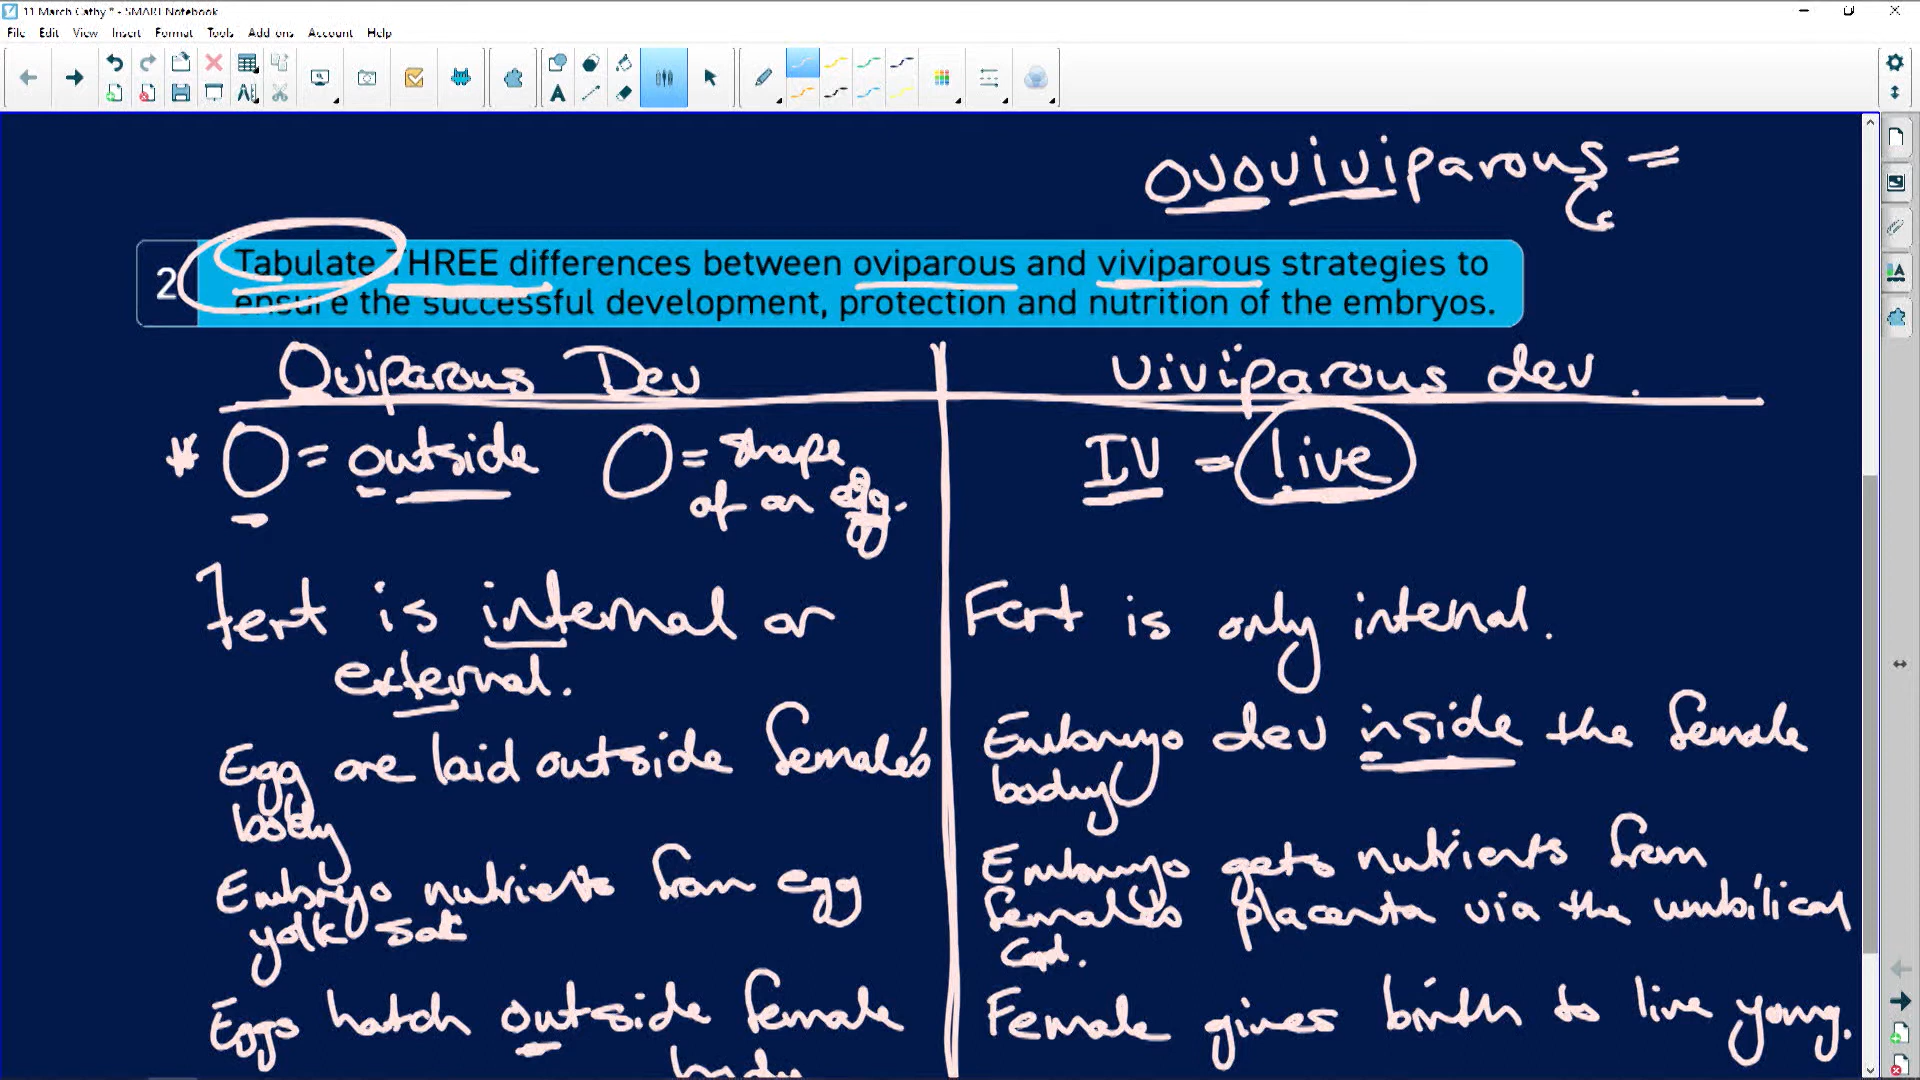 11 March Cathy * - SMART Notebook
File Edit View Insert Format Tools Add-ons Account Help
ovoviviparous =
2 Tabulate THREE differences between oviparous and viviparous strategies to
ensure the successful development, protection and nutrition of the embryos.
Oviparous Dev
Viviparous dev.
* O = outside O = shape
of an egg.
IV = live
Fert is internal or
external.
Fert is only internal.
Egg are laid outside female's
body
Embryo dev inside the female
body
Embryo nutrients from egg
yolk sac
Embryo gets nutrients from
female's placenta via the umbilical
cord.
Eggs hatch outside female
body
Female gives birth to live young.